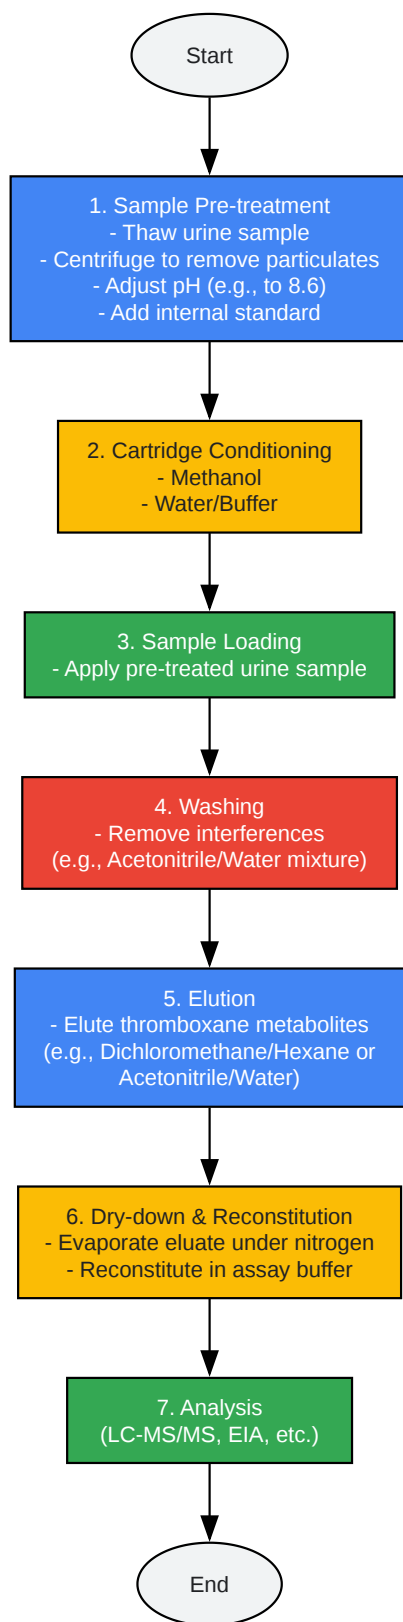 Start
1. Sample Pre-treatment
- Thaw urine sample
- Centrifuge to remove particulates
- Adjust pH (e.g., to 8.6)
- Add internal standard
2. Cartridge Conditioning
- Methanol
- Water/Buffer
3. Sample Loading
- Apply pre-treated urine sample
4. Washing
- Remove interferences
(e.g., Acetonitrile/Water mixture)
5. Elution
- Elute thromboxane metabolites
(e.g., Dichloromethane/Hexane or
Acetonitrile/Water)
6. Dry-down & Reconstitution
- Evaporate eluate under nitrogen
- Reconstitute in assay buffer
7. Analysis
(LC-MS/MS, EIA, etc.)
End